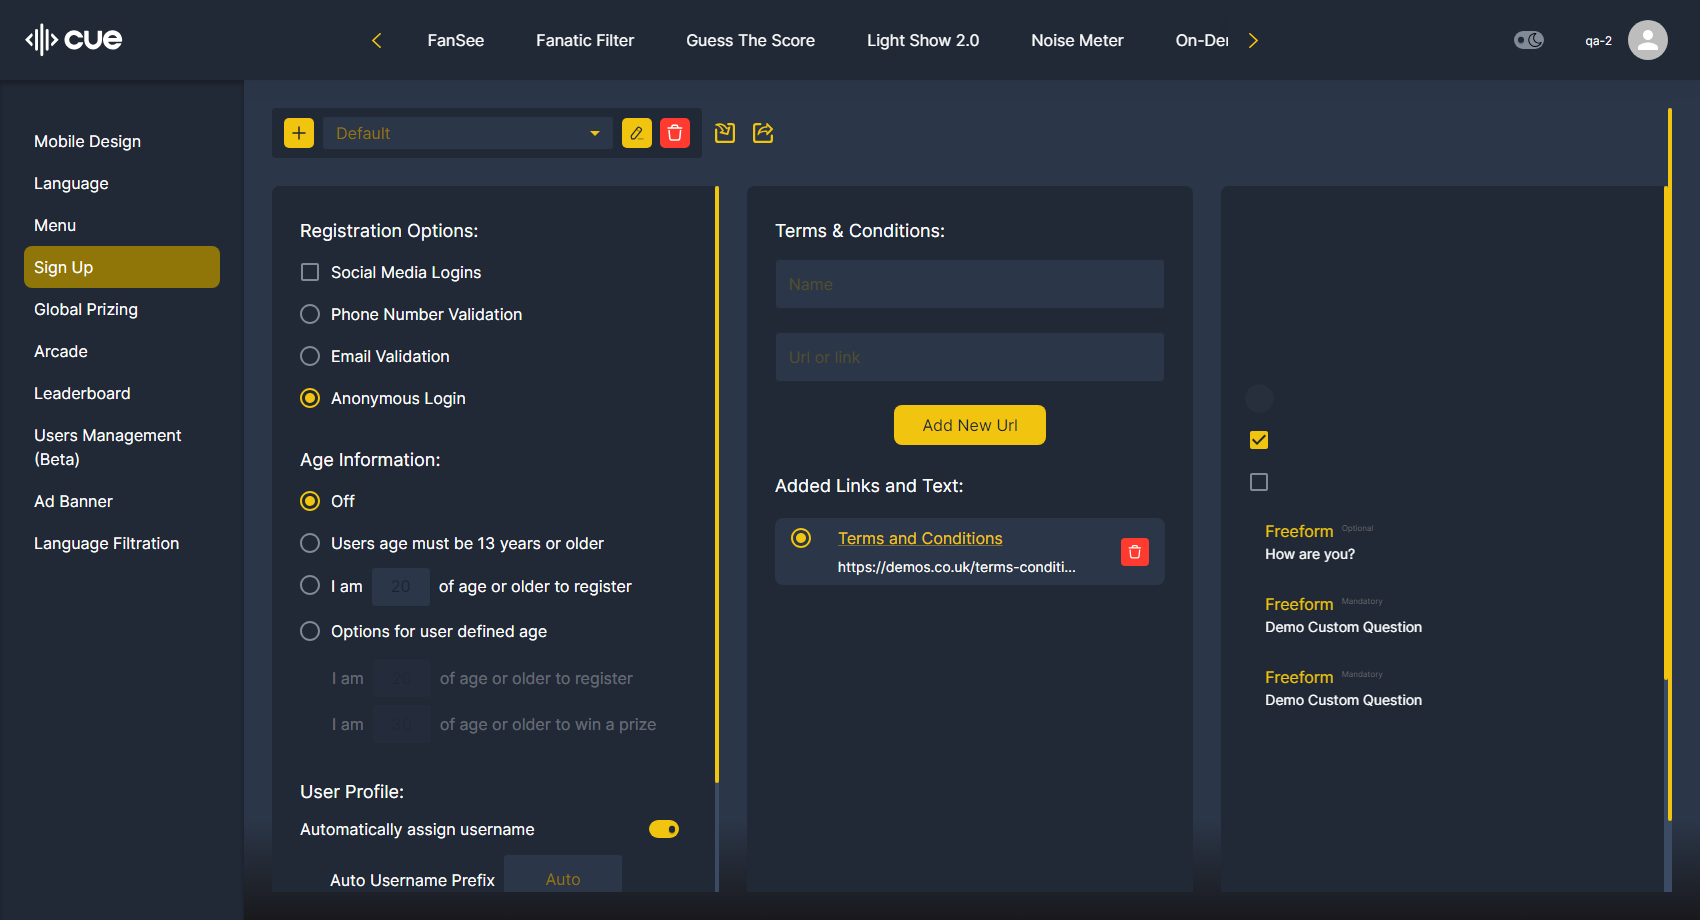 cue
FanSee
Fanatic Filter
Guess The Score
Light Show 2.0
Noise Meter
On-Der
qa-2
Mobile Design
Language
Menu
Sign Up
Global Prizing
Arcade
Leaderboard
Users Management
(Beta)
Ad Banner
Language Filtration
Default
Registration Options:
Social Media Logins
Phone Number Validation
Email Validation
Anonymous Login
Age Information:
Off
Users age must be 13 years or older
I am 20 of age or older to register
Options for user defined age
I am 20 of age or older to register
I am of age or older to win a prize
User Profile:
Automatically assign username
Auto Username Prefix Auto
Terms & Conditions:
Name
Url or link
Add New Url
Added Links and Text:
Terms and Conditions
https://demos.co.uk/terms-conditi...
Freeform Optional
How are you?
Freeform Mandatory
Demo Custom Question
Freeform Mandatory
Demo Custom Question